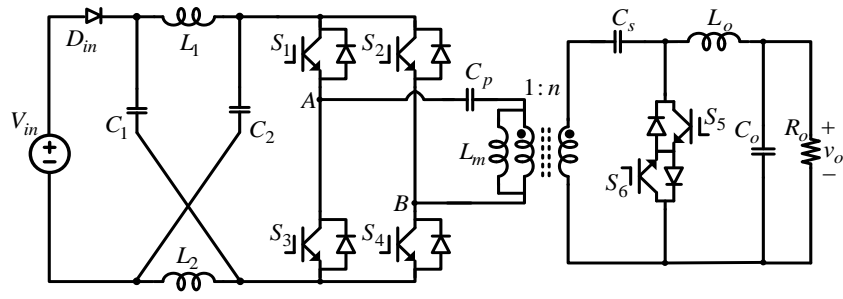 D_in
L_1
S_1
S_2
C_s
L_o
A
C_p
1:n
V_in
C_1
C_2
L_m
S_5
S_6
C_o
R_o
+
v_o
−
B
L_2
S_3
S_4